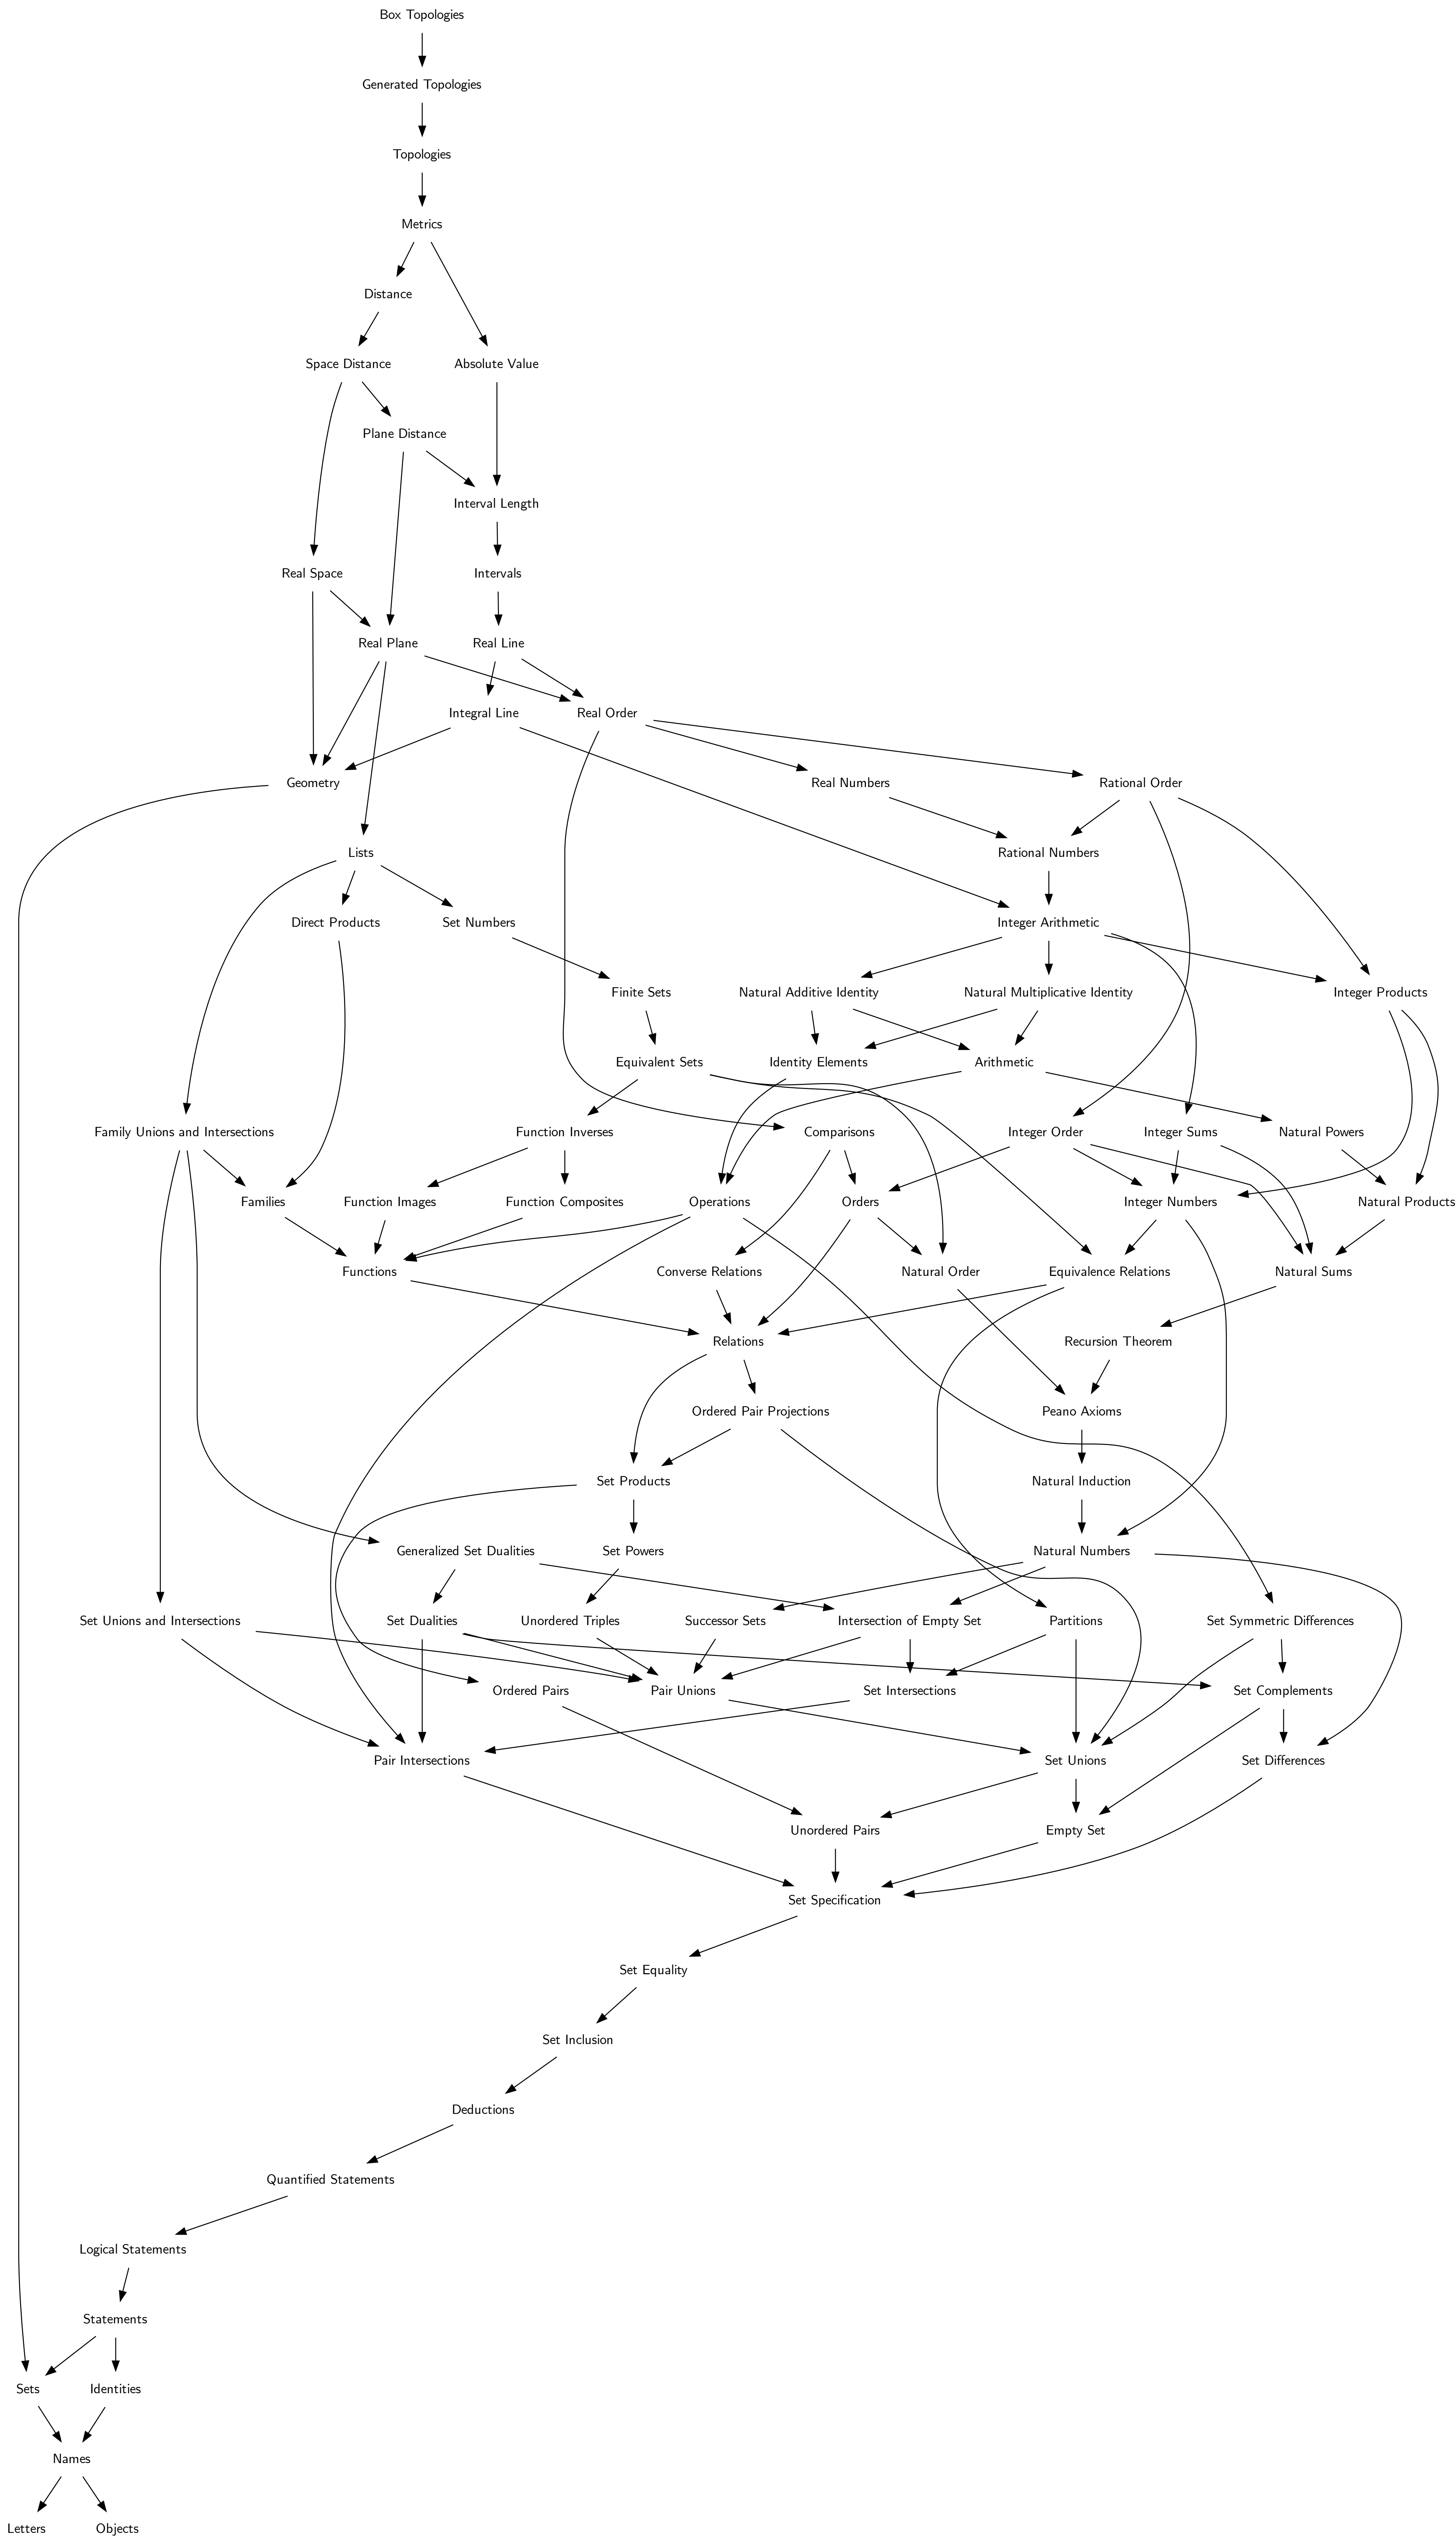 Box Topologies
Generated Topologies
Topologies
Metrics
Distance
Space Distance
Absolute Value
Plane Distance
Interval Length
Real Space
Intervals
Real Plane
Real Line
Integral Line
Real Order
Geometry
Real Numbers
Rational Order
Lists
Rational Numbers
Direct Products
Set Numbers
Integer Arithmetic
Finite Sets
Natural Additive Identity
Natural Multiplicative Identity
Integer Products
Equivalent Sets
Identity Elements
Arithmetic
Family Unions and Intersections
Function Inverses
Comparisons
Integer Order
Integer Sums
Natural Powers
Families
Function Images
Function Composites
Operations
Orders
Integer Numbers
Natural Products
Functions
Converse Relations
Natural Order
Equivalence Relations
Natural Sums
Relations
Recursion Theorem
Ordered Pair Projections
Peano Axioms
Set Products
Natural Induction
Generalized Set Dualities
Set Powers
Natural Numbers
Set Unions and Intersections
Set Dualities
Unordered Triples
Successor Sets
Intersection of Empty Set
Partitions
Set Symmetric Differences
Ordered Pairs
Pair Unions
Set Intersections
Set Complements
Pair Intersections
Set Unions
Set Differences
Unordered Pairs
Empty Set
Set Specification
Set Equality
Set Inclusion
Deductions
Quantified Statements
Logical Statements
Statements
Sets
Identities
Names
Letters
Objects